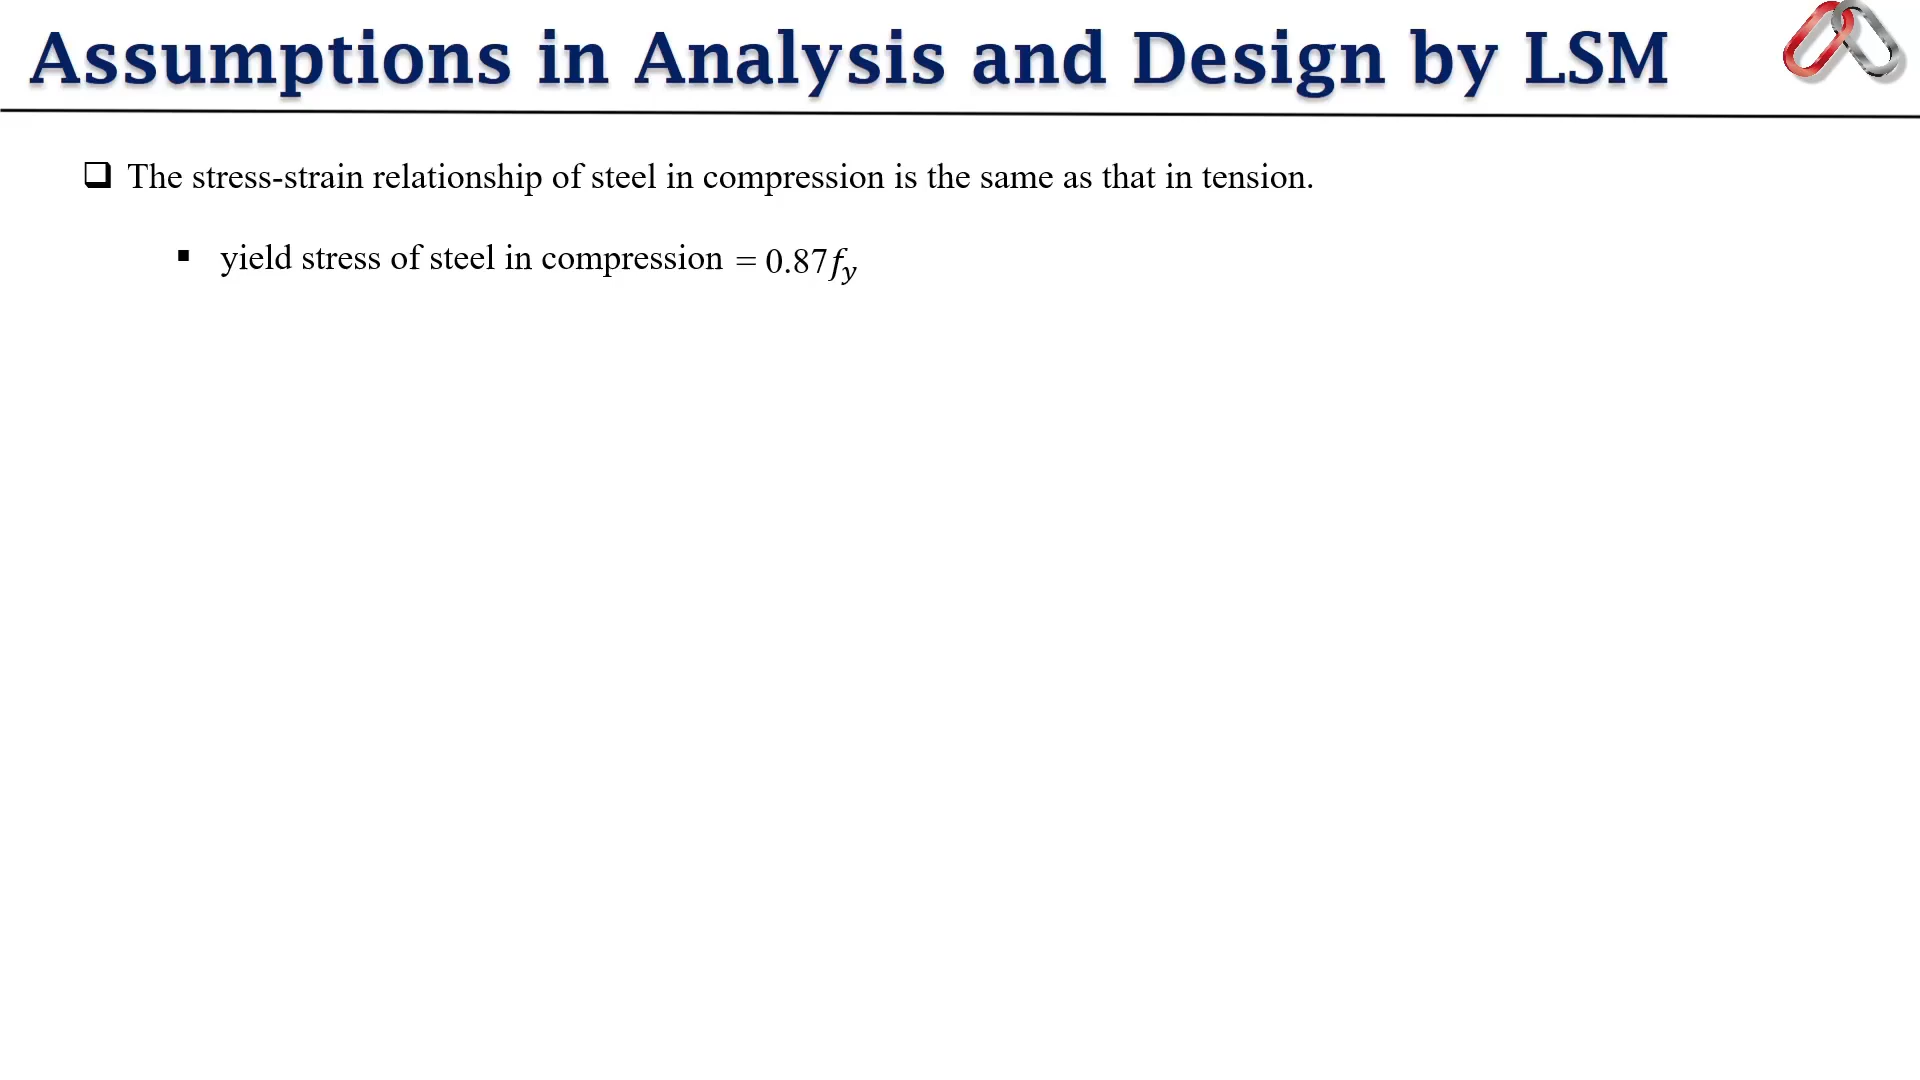 Assumptions in Analysis and Design by LSM
❑ The stress-strain relationship of steel in compression is the same as that in tension.
▪ yield stress of steel in compression = 0.87f_y